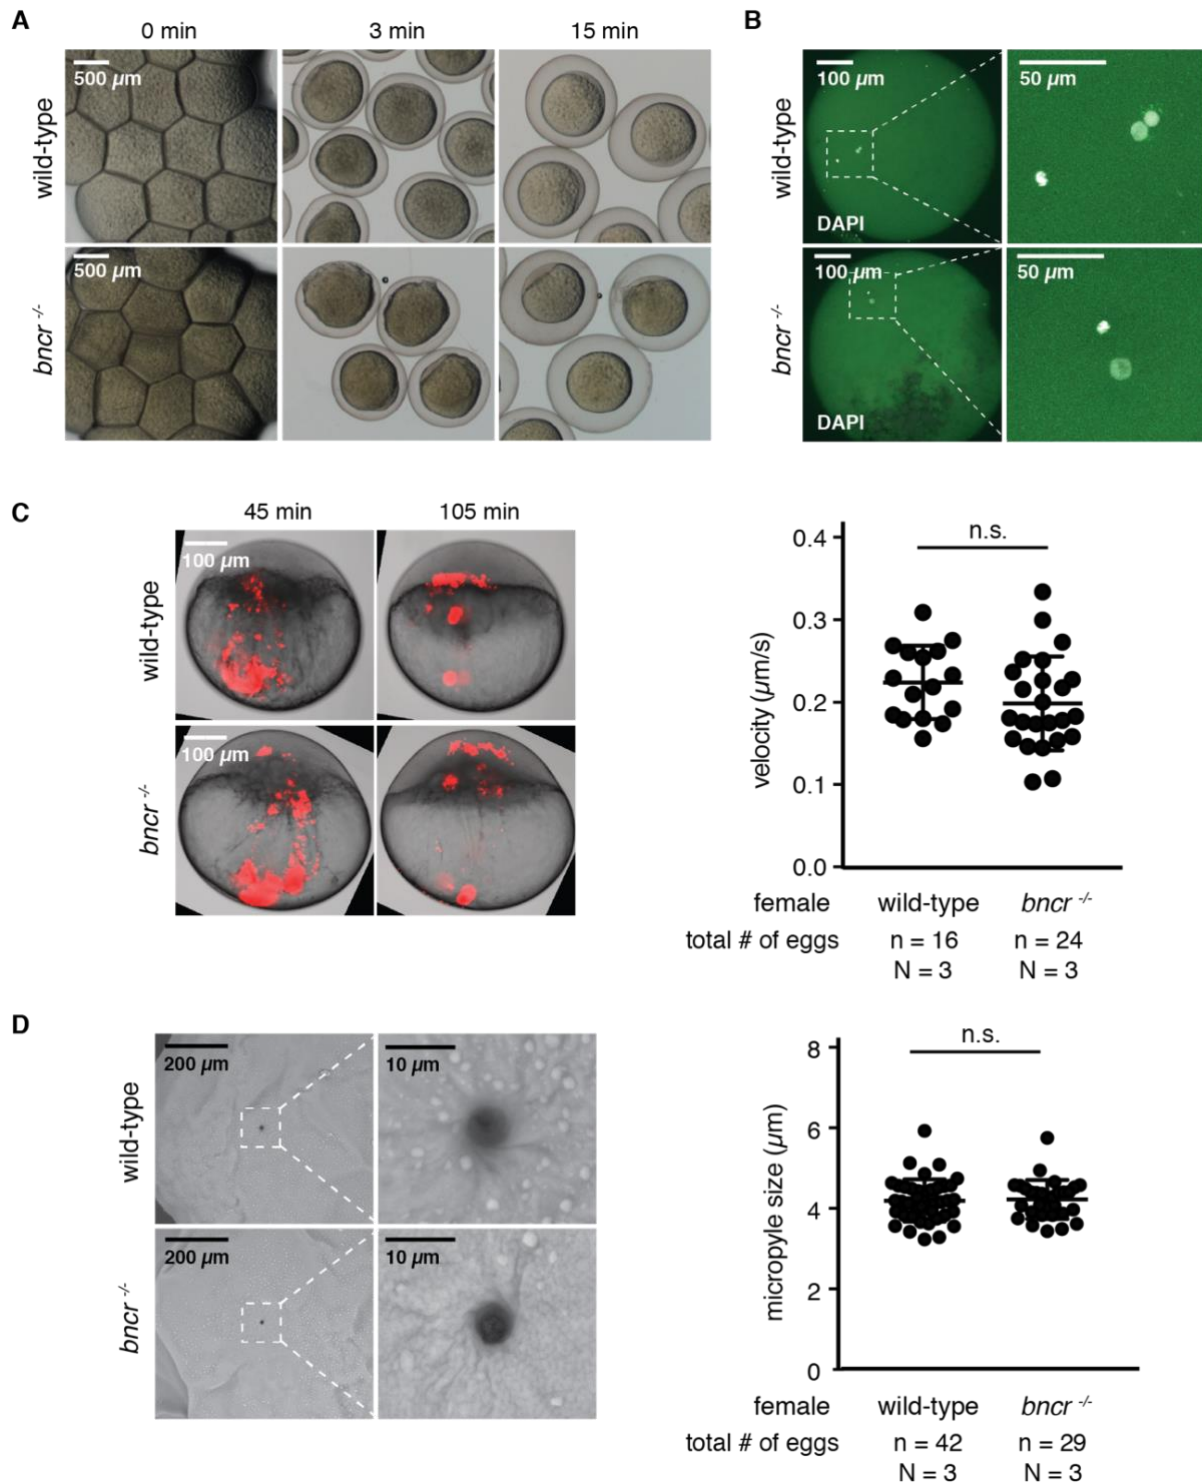 A
0 min 3 min 15 min
wild-type
500 µm
bncr -/-
500 µm
B
wild-type
100 µm
DAPI
50 µm
bncr -/-
100 µm
DAPI
50 µm
C
45 min 105 min
wild-type
100 µm
bncr -/-
100 µm
n.s.
velocity (µm/s)
0.4
0.3
0.2
0.1
0.0
female wild-type bncr -/-
total # of eggs n = 16 n = 24
N = 3 N = 3
D
wild-type
200 µm
10 µm
bncr -/-
200 µm
10 µm
n.s.
micropyle size (µm)
8
6
4
2
0
female wild-type bncr -/-
total # of eggs n = 42 n = 29
N = 3 N = 3